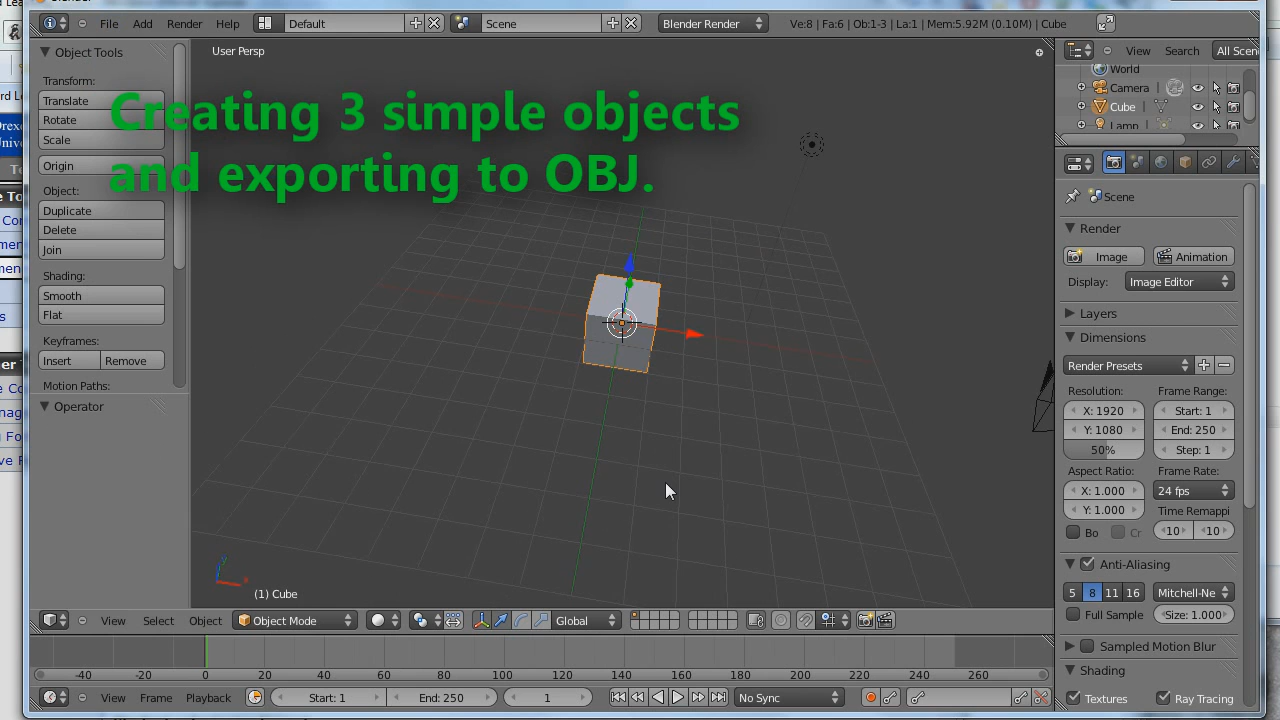 File Add Render Help Default Scene Blender Render Ve:8 | Fa:6 | Ob:1-3 | La:1 | Mem:5.92M (0.10M) | Cube
Object Tools
Transform:
Translate
Rotate
Scale
Origin
Object:
Duplicate
Delete
Join
Shading:
Smooth
Flat
Keyframes:
Insert Remove
Motion Paths:
Operator
User Persp
Creating 3 simple objects
and exporting to OBJ.
(1) Cube
View Select Object Object Mode Global
-40 -20 0 20 40 60 80 100 120 140 160 180 200 220 240 260
View Frame Playback Start: 1 End: 250 1 No Sync
View Search All Scen
World
Camera
Cube
Lamp
Scene
Render
Image Animation
Display: Image Editor
Layers
Dimensions
Render Presets
Resolution: Frame Range:
X: 1920 Start: 1
Y: 1080 End: 250
50% Step: 1
Aspect Ratio: Frame Rate:
X: 1.000 24 fps
Y: 1.000 Time Remappi
Bo Cr 10 10
Anti-Aliasing
5 8 11 16 Mitchell-Ne
Full Sample Size: 1.000
Sampled Motion Blur
Shading
Textures Ray Tracing